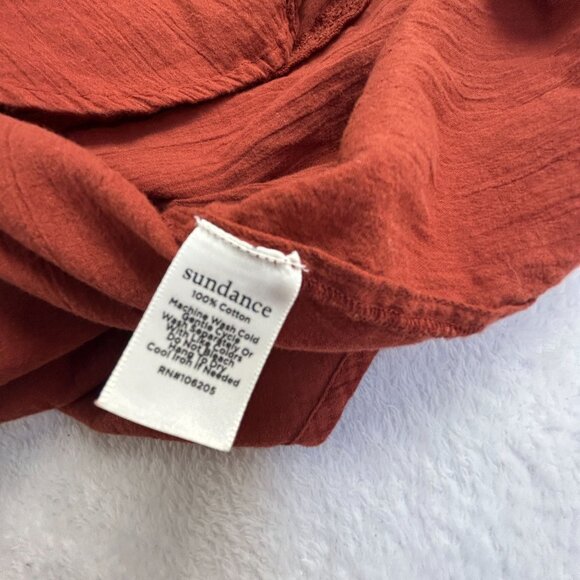 sundance
100% Cotton
Machine Wash Cold
Gentle Cycle
Wash Separately Or
With Like Colors
Do Not Bleach
Hang To Dry
Cool Iron if Needed
RN#106205